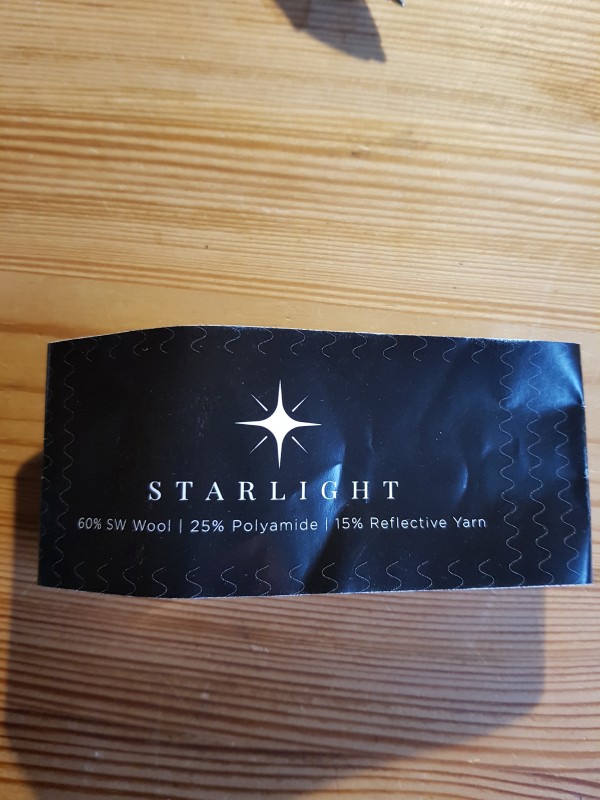 STARLIGHT
60% SW Wool | 25% Polyamide | 15% Reflective Yarn